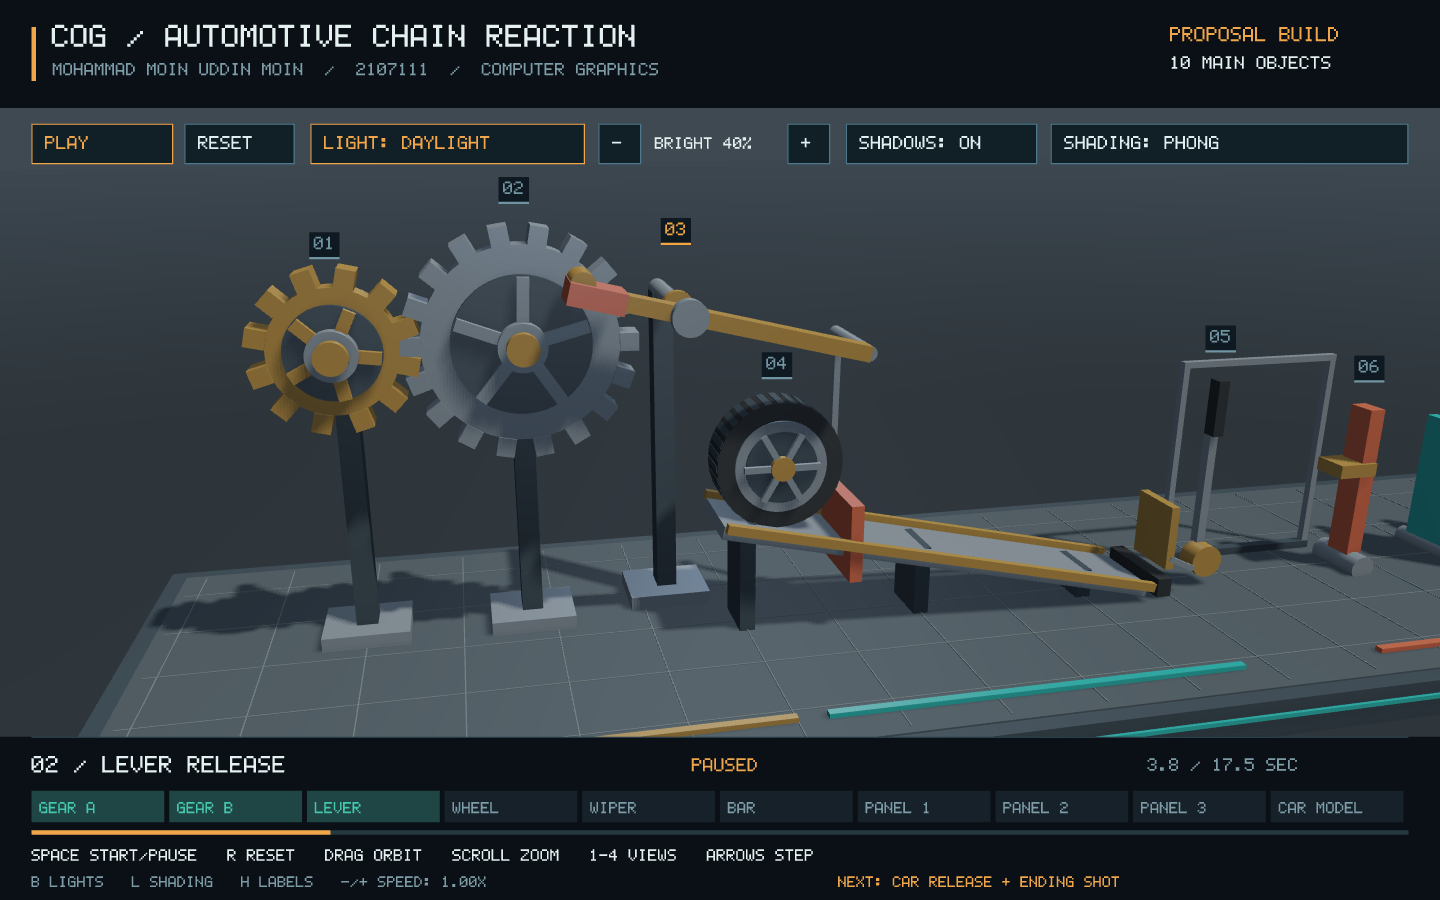 COG / AUTOMOTIVE CHAIN REACTION
PROPOSAL BUILD
MOHAMMAD MOIN UDDIN MOIN / 2107111 / COMPUTER GRAPHICS
10 MAIN OBJECTS
PLAY RESET LIGHT: DAYLIGHT - BRIGHT 40% + SHADOWS: ON SHADING: PHONG
02
03
01
05
04
06
02 / LEVER RELEASE PAUSED 3.8 / 17.5 SEC
GEAR A GEAR B LEVER WHEEL WIPER BAR PANEL 1 PANEL 2 PANEL 3 CAR MODEL
SPACE START/PAUSE R RESET DRAG ORBIT SCROLL ZOOM 1-4 VIEWS ARROWS STEP
B LIGHTS L SHADING H LABELS -/+ SPEED: 1.00X NEXT: CAR RELEASE + ENDING SHOT